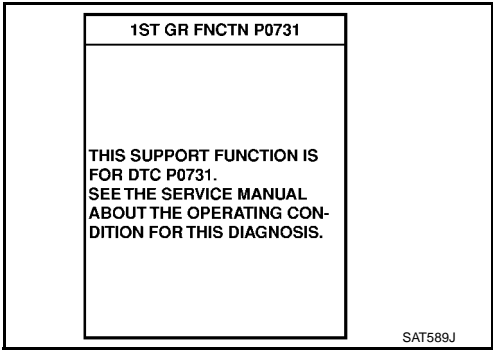 1ST GR FNCTN P0731
THIS SUPPORT FUNCTION IS
FOR DTC P0731.
SEE THE SERVICE MANUAL
ABOUT THE OPERATING CON-
DITION FOR THIS DIAGNOSIS.
SAT589J